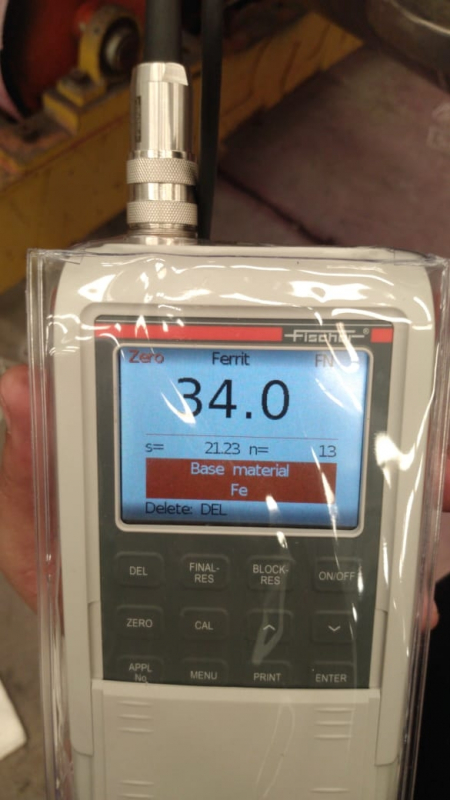 Fischer®
Zero Ferrit FN
34.0
s= 21.23 n= 13
Base material
Fe
Delete: DEL
DEL FINAL-RES BLOCK-RES ON/OFF
ZERO CAL
APPL No. MENU PRINT ENTER